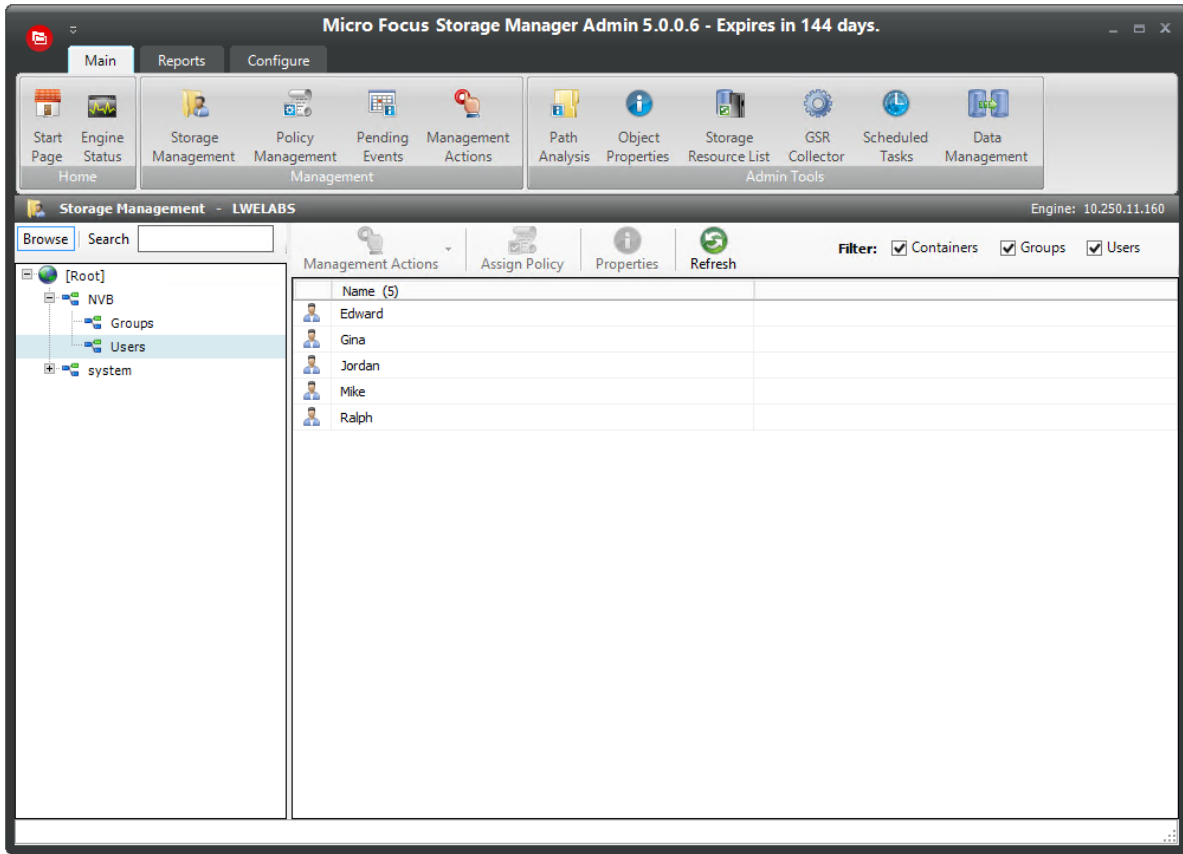 Micro Focus Storage Manager Admin 5.0.0.6 - Expires in 144 days.
Main Reports Configure
Start Page
Engine Status
Home
Storage Management
Policy Management
Pending Events
Management Actions
Management
Path Analysis
Object Properties
Storage Resource List
GSR Collector
Scheduled Tasks
Data Management
Admin Tools
Storage Management - LWELABS
Engine: 10.250.11.160
Browse Search
Management Actions
Assign Policy
Properties
Refresh
Filter: Containers Groups Users
[Root]
NVB
Groups
Users
system
Name (5)
Edward
Gina
Jordan
Mike
Ralph